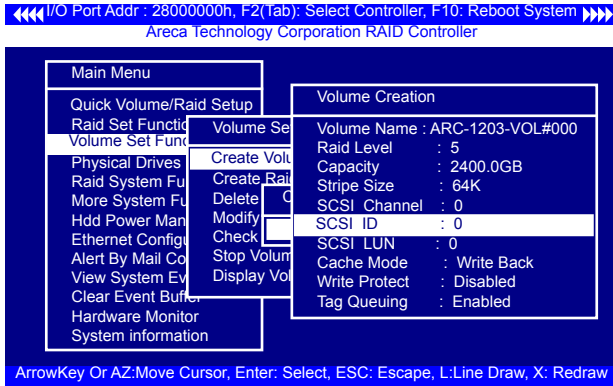 I/O Port Addr : 28000000h, F2(Tab): Select Controller, F10: Reboot System
Areca Technology Corporation RAID Controller
Main Menu
Quick Volume/Raid Setup
Raid Set Functio
Volume Set Func
Physical Drives
Raid System Fu
More System Fu
Hdd Power Man
Ethernet Configu
Alert By Mail Co
View System Ev
Clear Event Buffer
Hardware Monitor
System information
Volume Se
Create Volu
Create Rai
Delete
Modify
Check
Stop Volum
Display Vol
C
Volume Creation
Volume Name : ARC-1203-VOL#000
Raid Level : 5
Capacity : 2400.0GB
Stripe Size : 64K
SCSI Channel : 0
SCSI ID : 0
SCSI LUN : 0
Cache Mode : Write Back
Write Protect : Disabled
Tag Queuing : Enabled
ArrowKey Or AZ:Move Cursor, Enter: Select, ESC: Escape, L:Line Draw, X: Redraw